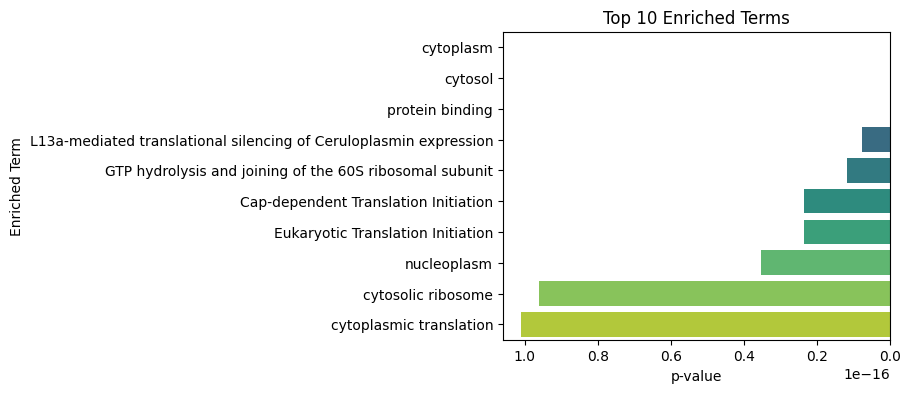 Top 10 Enriched Terms
Enriched Term
cytoplasm
cytosol
protein binding
L13a-mediated translational silencing of Ceruloplasmin expression
GTP hydrolysis and joining of the 60S ribosomal subunit
Cap-dependent Translation Initiation
Eukaryotic Translation Initiation
nucleoplasm
cytosolic ribosome
cytoplasmic translation
1.0 0.8 0.6 0.4 0.2 0.0
p-value
1e−16